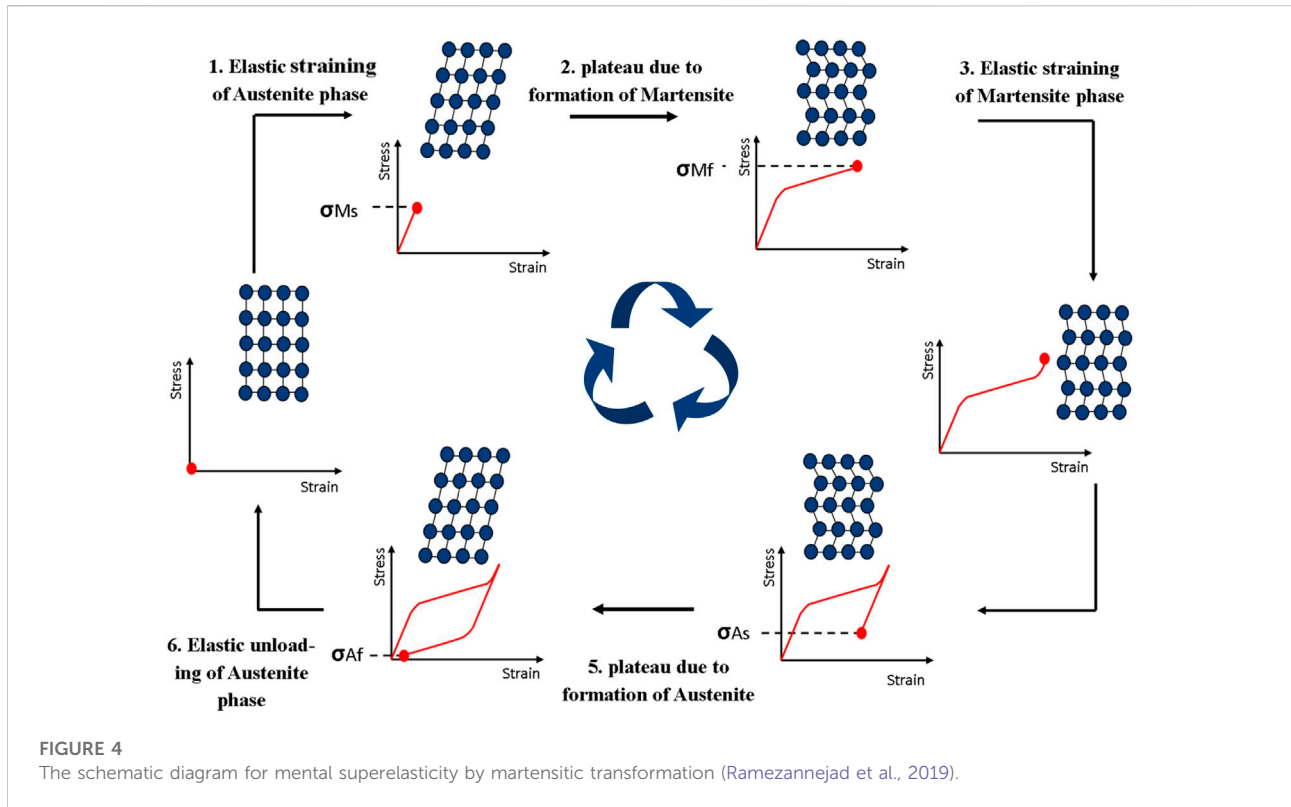 1. Elastic straining
of Austenite phase
2. plateau due to
formation of Martensite
3. Elastic straining
of Martensite phase
Stress
σMs
Strain
Stress
σMf
Strain
Stress
Strain
Stress
Strain
Stress
σAf
Strain
Stress
σAs
Strain
6. Elastic unload-
ing of Austenite
phase
5. plateau due to
formation of Austenite
FIGURE 4
The schematic diagram for mental superelasticity by martensitic transformation (Ramezannejad et al., 2019).